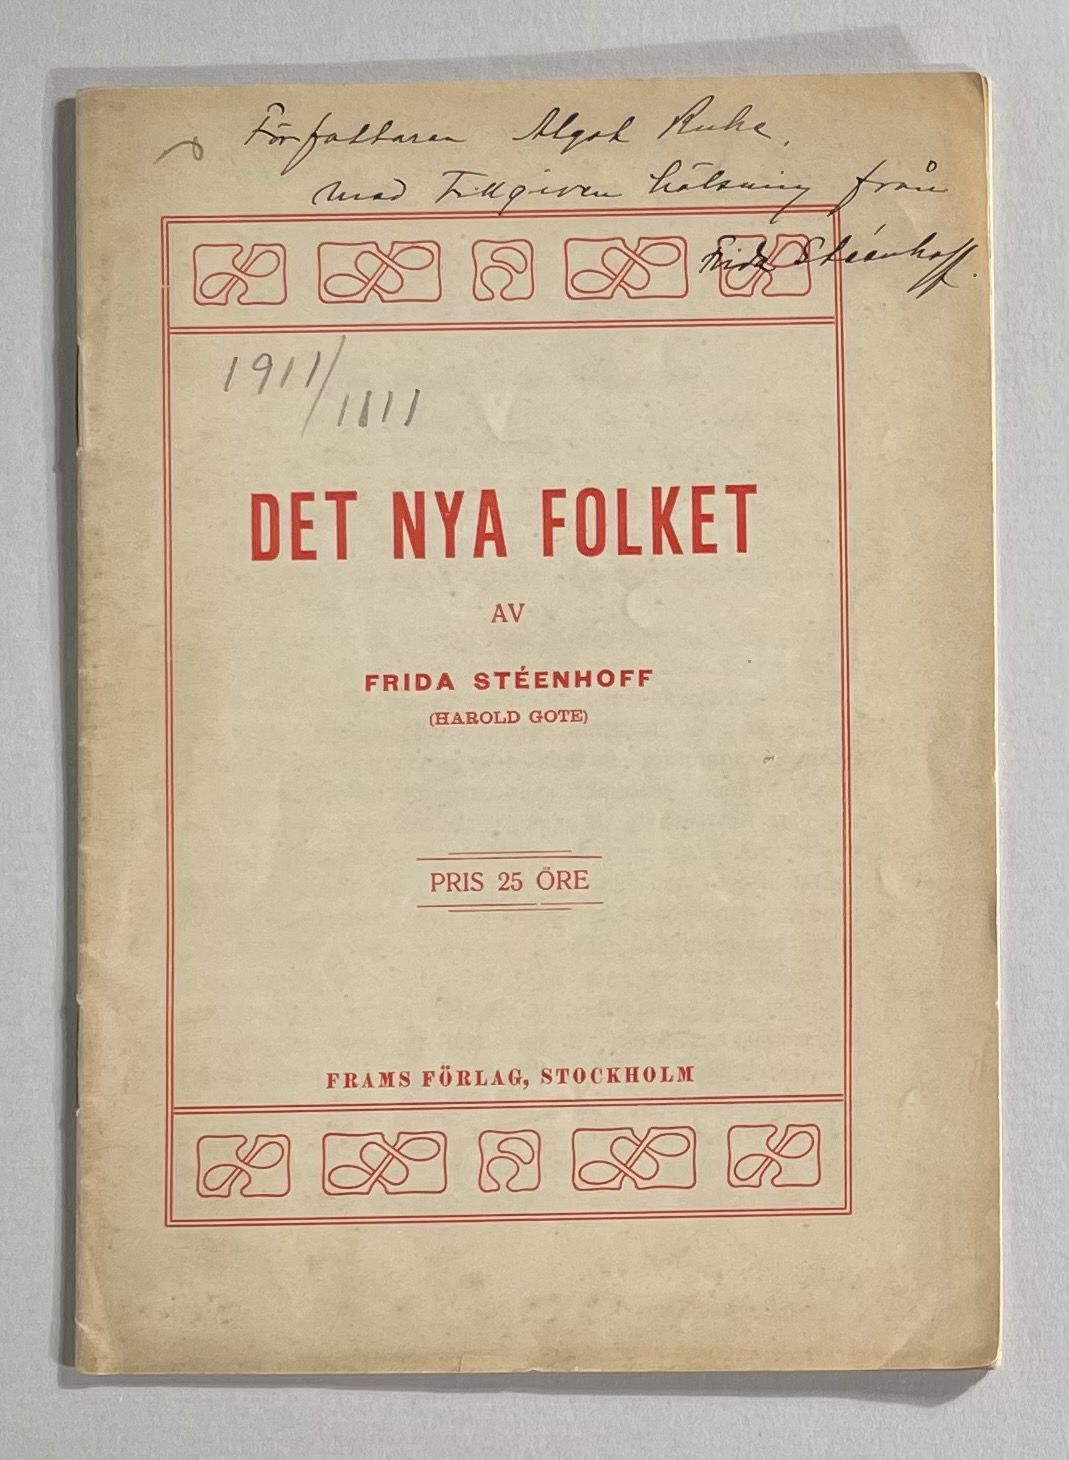 Författaren Algot Ruhe,
med tillgiven hälsning från
Frida Stéenhoff.
1911/1111
DET NYA FOLKET
AV
FRIDA STÉENHOFF
(HAROLD GOTE)
PRIS 25 ÖRE
FRAMS FÖRLAG, STOCKHOLM